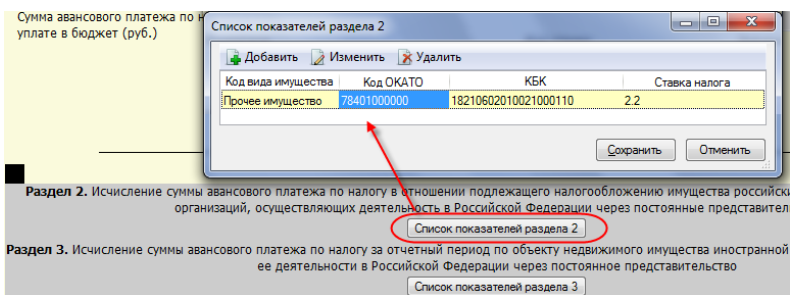 Сумма авансового платежа по н
уплате в бюджет (руб.)
Список показателей раздела 2
Добавить Изменить Удалить
Код вида имущества Код ОКАТО КБК Ставка налога
Прочее имущество 78401000000 18210602010021000110 2.2
Сохранить Отменить
Раздел 2. Исчисление суммы авансового платежа по налогу в отношении подлежащего налогообложению имущества российски
организаций, осуществляющих деятельность в Российской Федерации через постоянные представител
Список показателей раздела 2
Раздел 3. Исчисление суммы авансового платежа по налогу за отчетный период по объекту недвижимого имущества иностранной
ее деятельности в Российской Федерации через постоянное представительство
Список показателей раздела 3